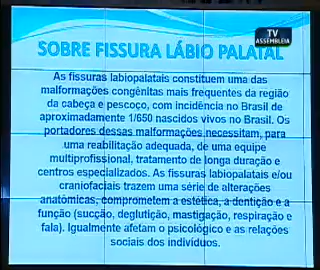 TV
ASSEMBLEIA
SOBRE FISSURA LÁBIO PALATAL
As fissuras labiopalatais constituem uma das
malformações congênitas mais frequentes da região
da cabeça e pescoço, com incidência no Brasil de
aproximadamente 1/650 nascidos vivos no Brasil. Os
portadores dessas malformações necessitam, para
uma reabilitação adequada, de uma equipe
multiprofissional, tratamento de longa duração e
centros especializados. As fissuras labiopalatais e/ou
craniofaciais trazem uma série de alterações
anatômicas, comprometem a estética, a dentição e a
função (sucção, deglutição, mastigação, respiração e
fala). Igualmente afetam o psicológico e as relações
sociais dos indivíduos.